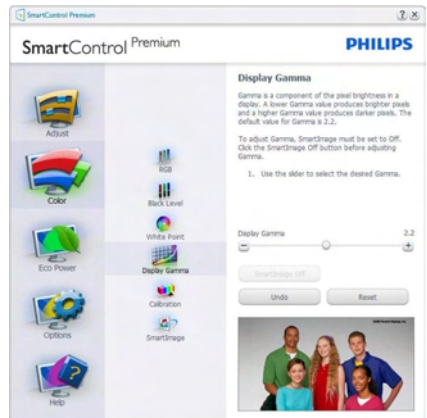 SmartControl Premium
SmartControl Premium
PHILIPS
Adjust
Color
Eco Power
Options
Help
RGB
Black Level
White Point
Display Gamma
Calibration
SmartImage
Display Gamma
Gamma is a component of the pixel brightness in a
display. A lower Gamma value produces brighter pixels
and a higher Gamma value produces darker pixels. The
default value for Gamma is 2.2.
To adjust Gamma, SmartImage must be set to Off.
Click the SmartImage Off button before adjusting
Gamma.
1. Use the slider to select the desired Gamma.
Display Gamma 2.2
SmartImage Off
Undo Reset